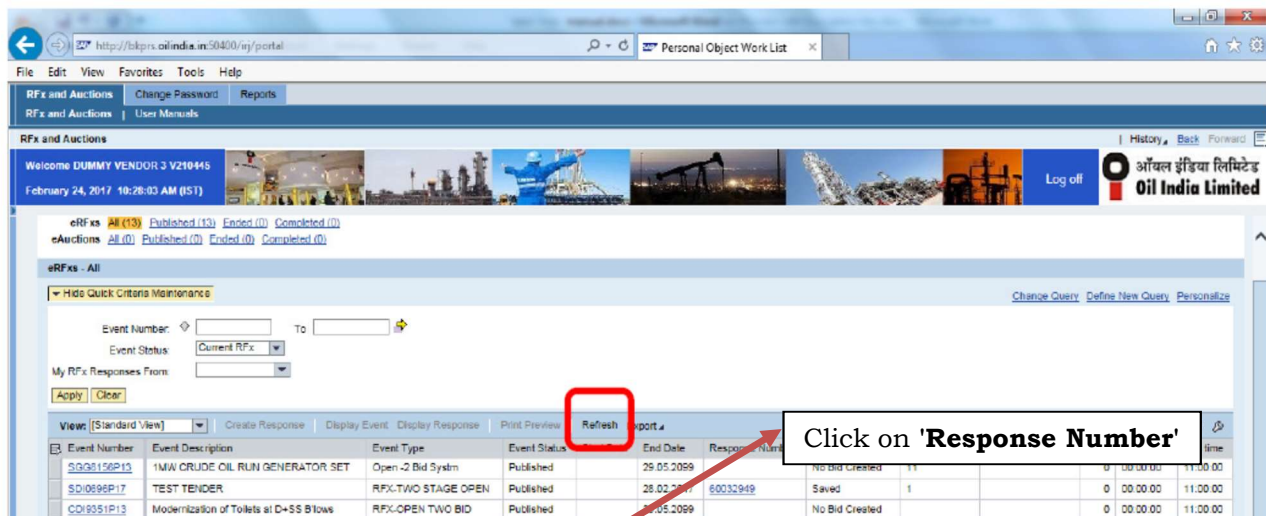 http://bkprs.oilindia.in:50400/irj/portal
Personal Object Work List
File Edit View Favorites Tools Help
RFx and Auctions Change Password Reports
RFx and Auctions | User Manuals
RFx and Auctions | History Back Forward
Welcome DUMMY VENDOR 3 V210445
February 24, 2017 10:28:03 AM (IST)
Log off
ऑयल इंडिया लिमिटेड
Oil India Limited
eRFxs All (13) Published (13) Ended (0) Completed (0)
eAuctions All (0) Published (0) Ended (0) Completed (0)
eRFxs - All
Hide Quick Criteria Maintenance Change Query Define New Query Personalize
Event Number: To
Event Status: Current RFx
My RFx Responses From:
Apply Clear
View: [Standard View] Create Response Display Event Display Response Print Preview Refresh Export
Click on 'Response Number'
Event Number Event Description Event Type Event Status End Date time
SGG6156P13 1MW CRUDE OIL RUN GENERATOR SET Open -2 Bid Systm Published 29.05.2099 No Bid Created 11 0 00:00:00 11:00:00
SDI0696P17 TEST TENDER RFX-TWO STAGE OPEN Published 60032949 Saved 1 0 00:00:00 11:00:00
CDI9351P13 Modernization of Toilets at D+SS B'lows RFX-OPEN TWO BID Published No Bid Created 0 00:00:00 11:00:00